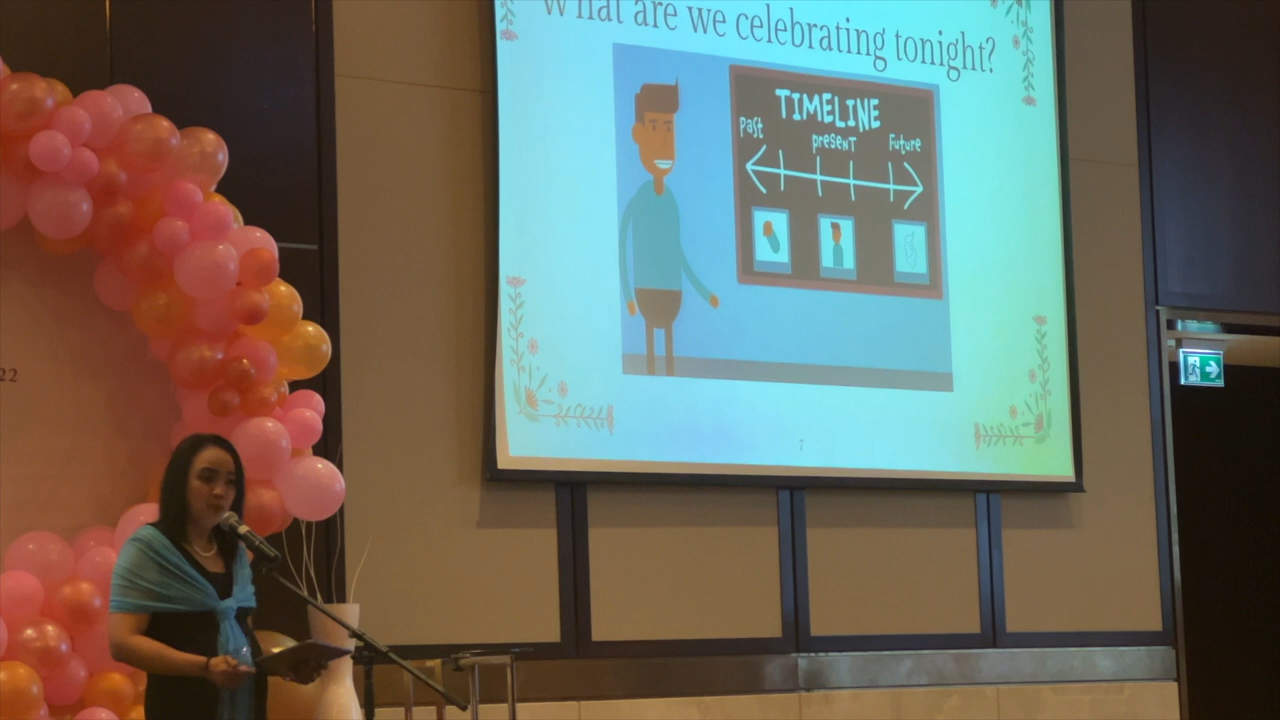 What are we celebrating tonight?
TIMELINE
Past
present
Future
7
22